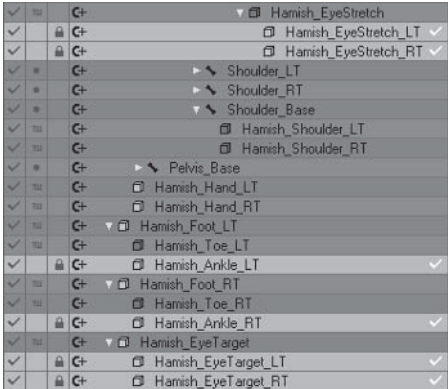 C+ Hamish_EyeStretch
C+ Hamish_EyeStretch_LT
C+ Hamish_EyeStretch_RT
C+ Shoulder_LT
C+ Shoulder_RT
C+ Shoulder_Base
C+ Hamish_Shoulder_LT
C+ Hamish_Shoulder_RT
C+ Pelvis_Base
C+ Hamish_Hand_LT
C+ Hamish_Hand_RT
C+ Hamish_Foot_LT
C+ Hamish_Toe_LT
C+ Hamish_Ankle_LT
C+ Hamish_Foot_RT
C+ Hamish_Toe_RT
C+ Hamish_Ankle_RT
C+ Hamish_EyeTarget
C+ Hamish_EyeTarget_LT
C+ Hamish_EyeTarget_RT